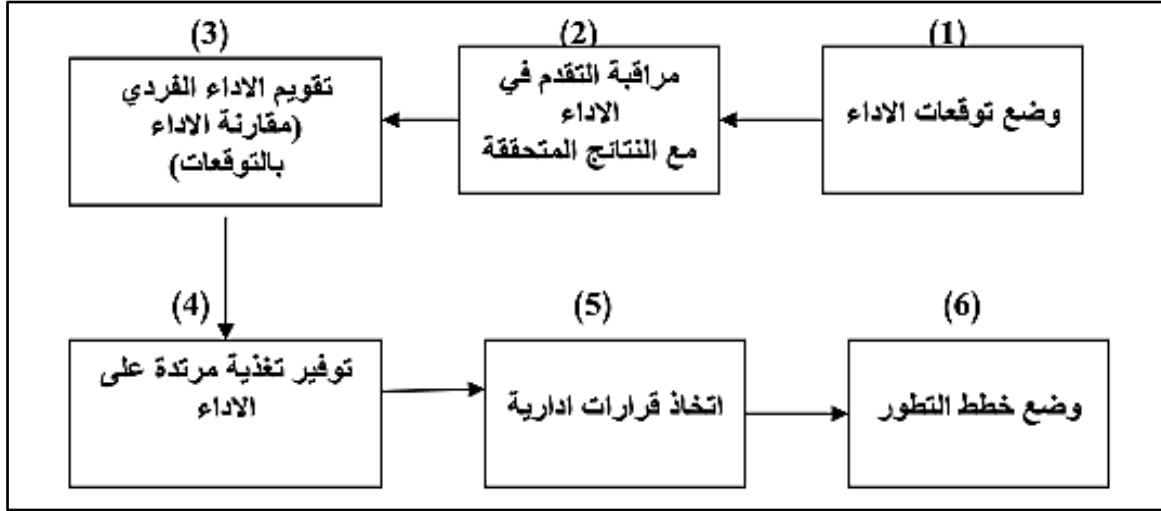 (1)
وضع توقعات الاداء
(2)
مراقبة التقدم في
الاداء
مع النتائج المتحققة
(3)
تقويم الاداء الفردي
(مقارنة الاداء
بالتوقعات)
(4)
توفير تغذية مرتدة على
الاداء
(5)
اتخاذ قرارات ادارية
(6)
وضع خطط التطور